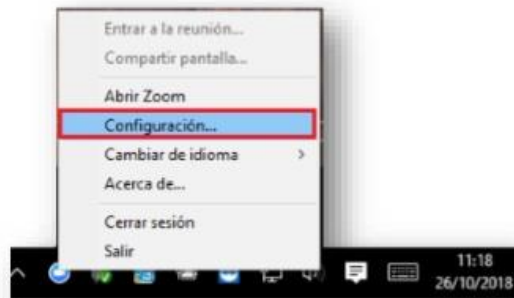 Entrar a la reunión...
Compartir pantalla...
Abrir Zoom
Configuración...
Cambiar de idioma
Acerca de...
Cerrar sesión
Salir
11:18
26/10/2018